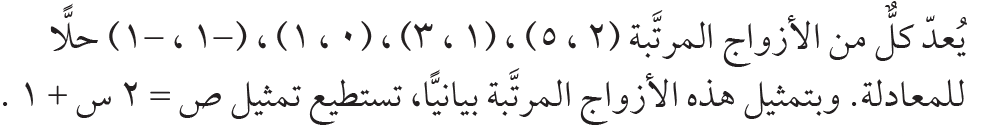 يُعدّ كلٌّ من الأزواج المرتَّبة (٢ ، ٥) ، (١ ، ٣) ، (٠ ، ١) ، (-١ ، -١) حلًّا
للمعادلة. وبتمثيل هذه الأزواج المرتَّبة بيانيًّا، تستطيع تمثيل ص = ٢ س + ١ .